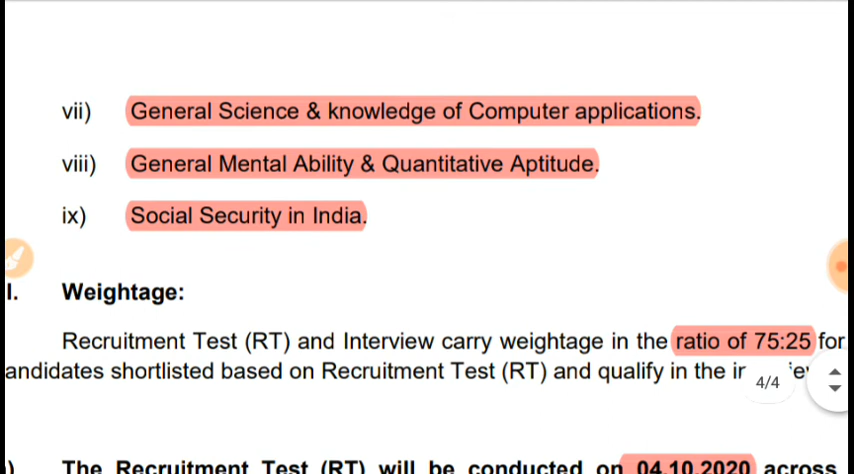 vii) General Science & knowledge of Computer applications.
viii) General Mental Ability & Quantitative Aptitude.
ix) Social Security in India.
I. Weightage:
Recruitment Test (RT) and Interview carry weightage in the ratio of 75:25 for
andidates shortlisted based on Recruitment Test (RT) and qualify in the
4/4
) The Recruitment Test (RT) will be conducted on 04.10.2020 across